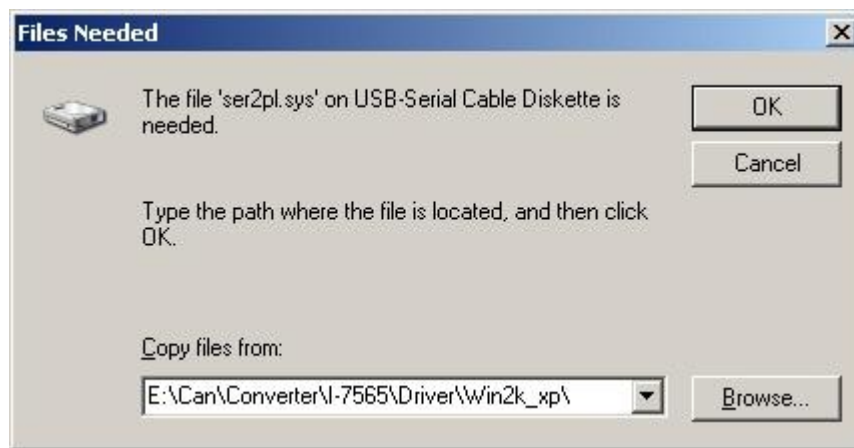 Files Needed
The file 'ser2pl.sys' on USB-Serial Cable Diskette is
needed.
OK
Cancel
Type the path where the file is located, and then click
OK.
Copy files from:
E:\Can\Converter\I-7565\Driver\Win2k_xp\
Browse...